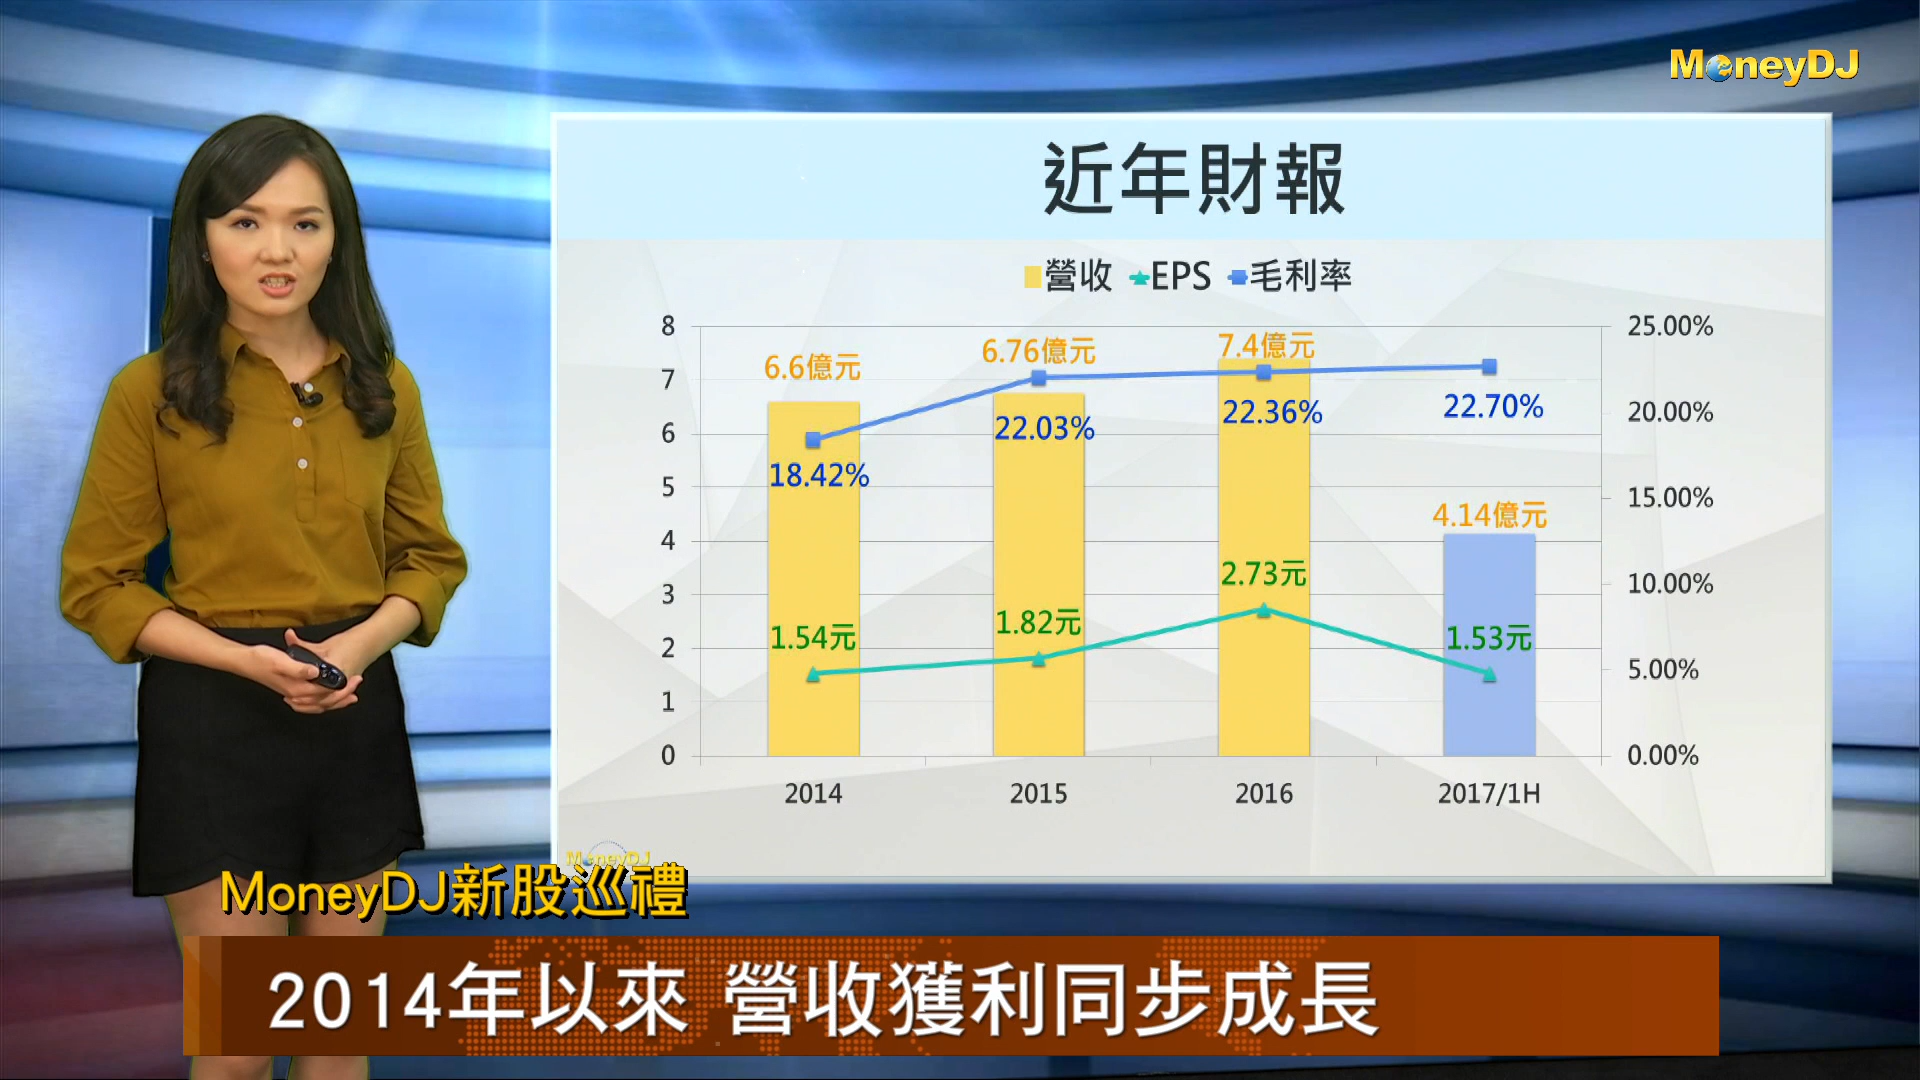 MoneyDJ
近年財報
營收 EPS 毛利率
8
7
6
5
4
3
2
1
0
25.00%
20.00%
15.00%
10.00%
5.00%
0.00%
6.6億元
6.76億元
7.4億元
4.14億元
18.42%
22.03%
22.36%
22.70%
1.54元
1.82元
2.73元
1.53元
2014 2015 2016 2017/1H
MoneyDJ
MoneyDJ新股巡禮
2014年以來 營收獲利同步成長